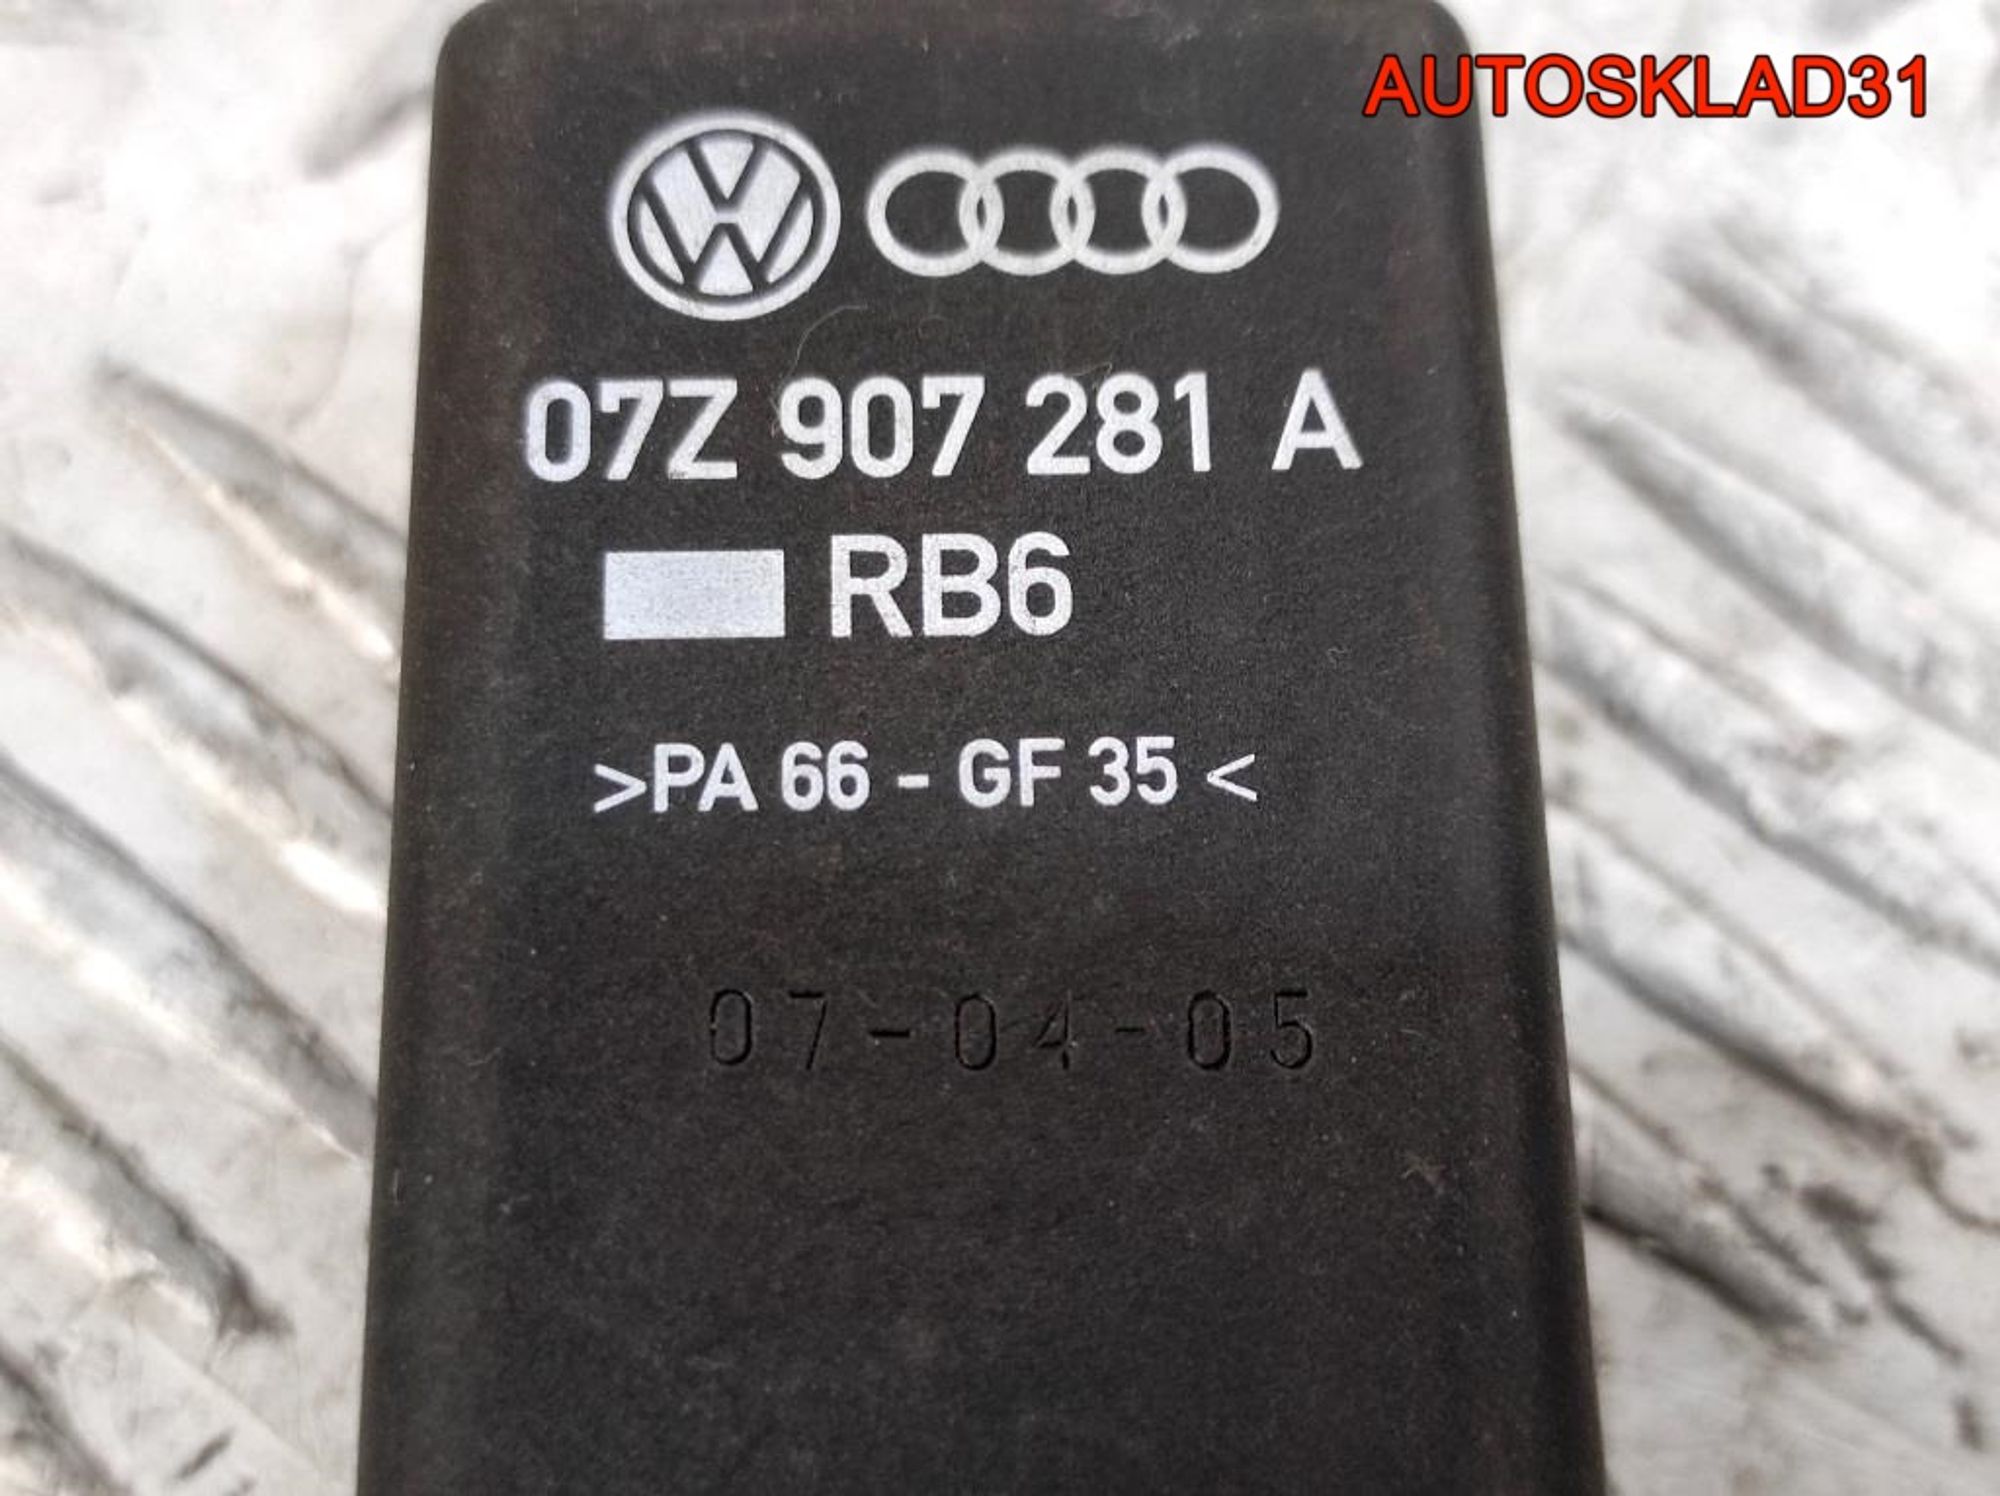 AUTOSKLAD31
07Z 907 281 A
RB6
>PA 66 - GF 35 <
07-04-05